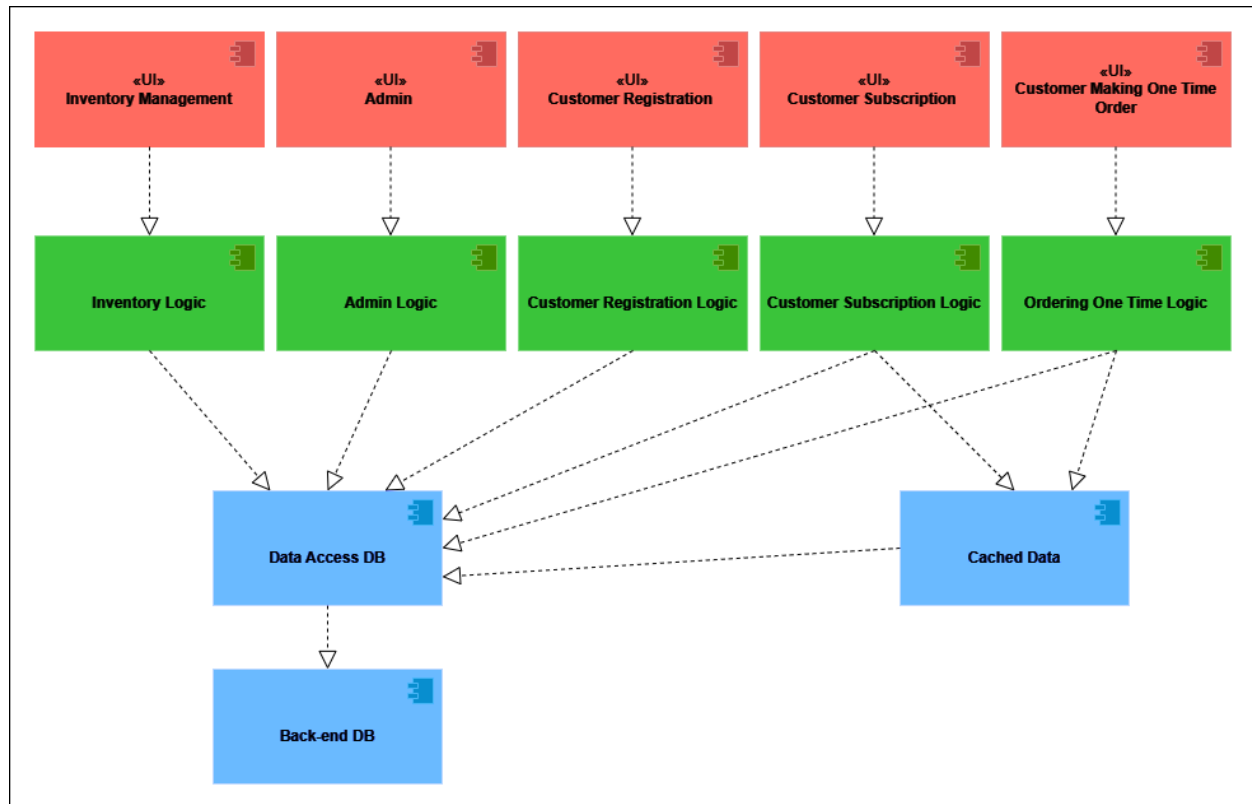 «UI»
Inventory Management
«UI»
Admin
«UI»
Customer Registration
«UI»
Customer Subscription
«UI»
Customer Making One Time
Order
Inventory Logic
Admin Logic
Customer Registration Logic
Customer Subscription Logic
Ordering One Time Logic
Data Access DB
Cached Data
Back-end DB